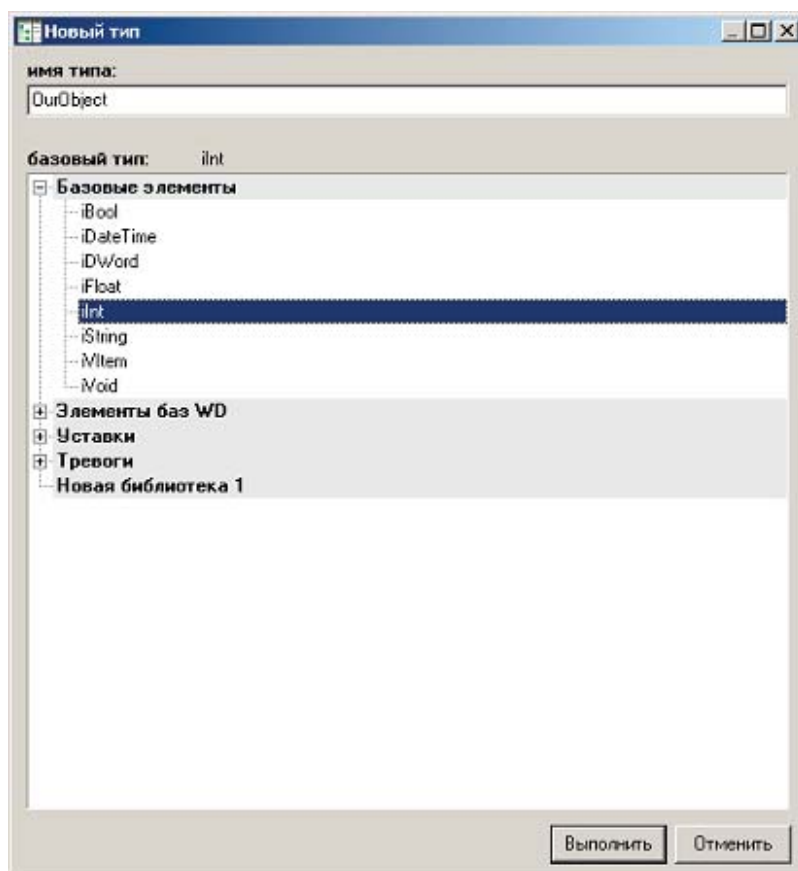 Новый тип
имя типа:
OurObject
базовый тип: iInt
Базовые элементы
iBool
iDateTime
iDWord
iFloat
iInt
iString
iVItem
iVoid
Элементы баз WD
Уставки
Тревоги
Новая библиотека 1
Выполнить Отменить